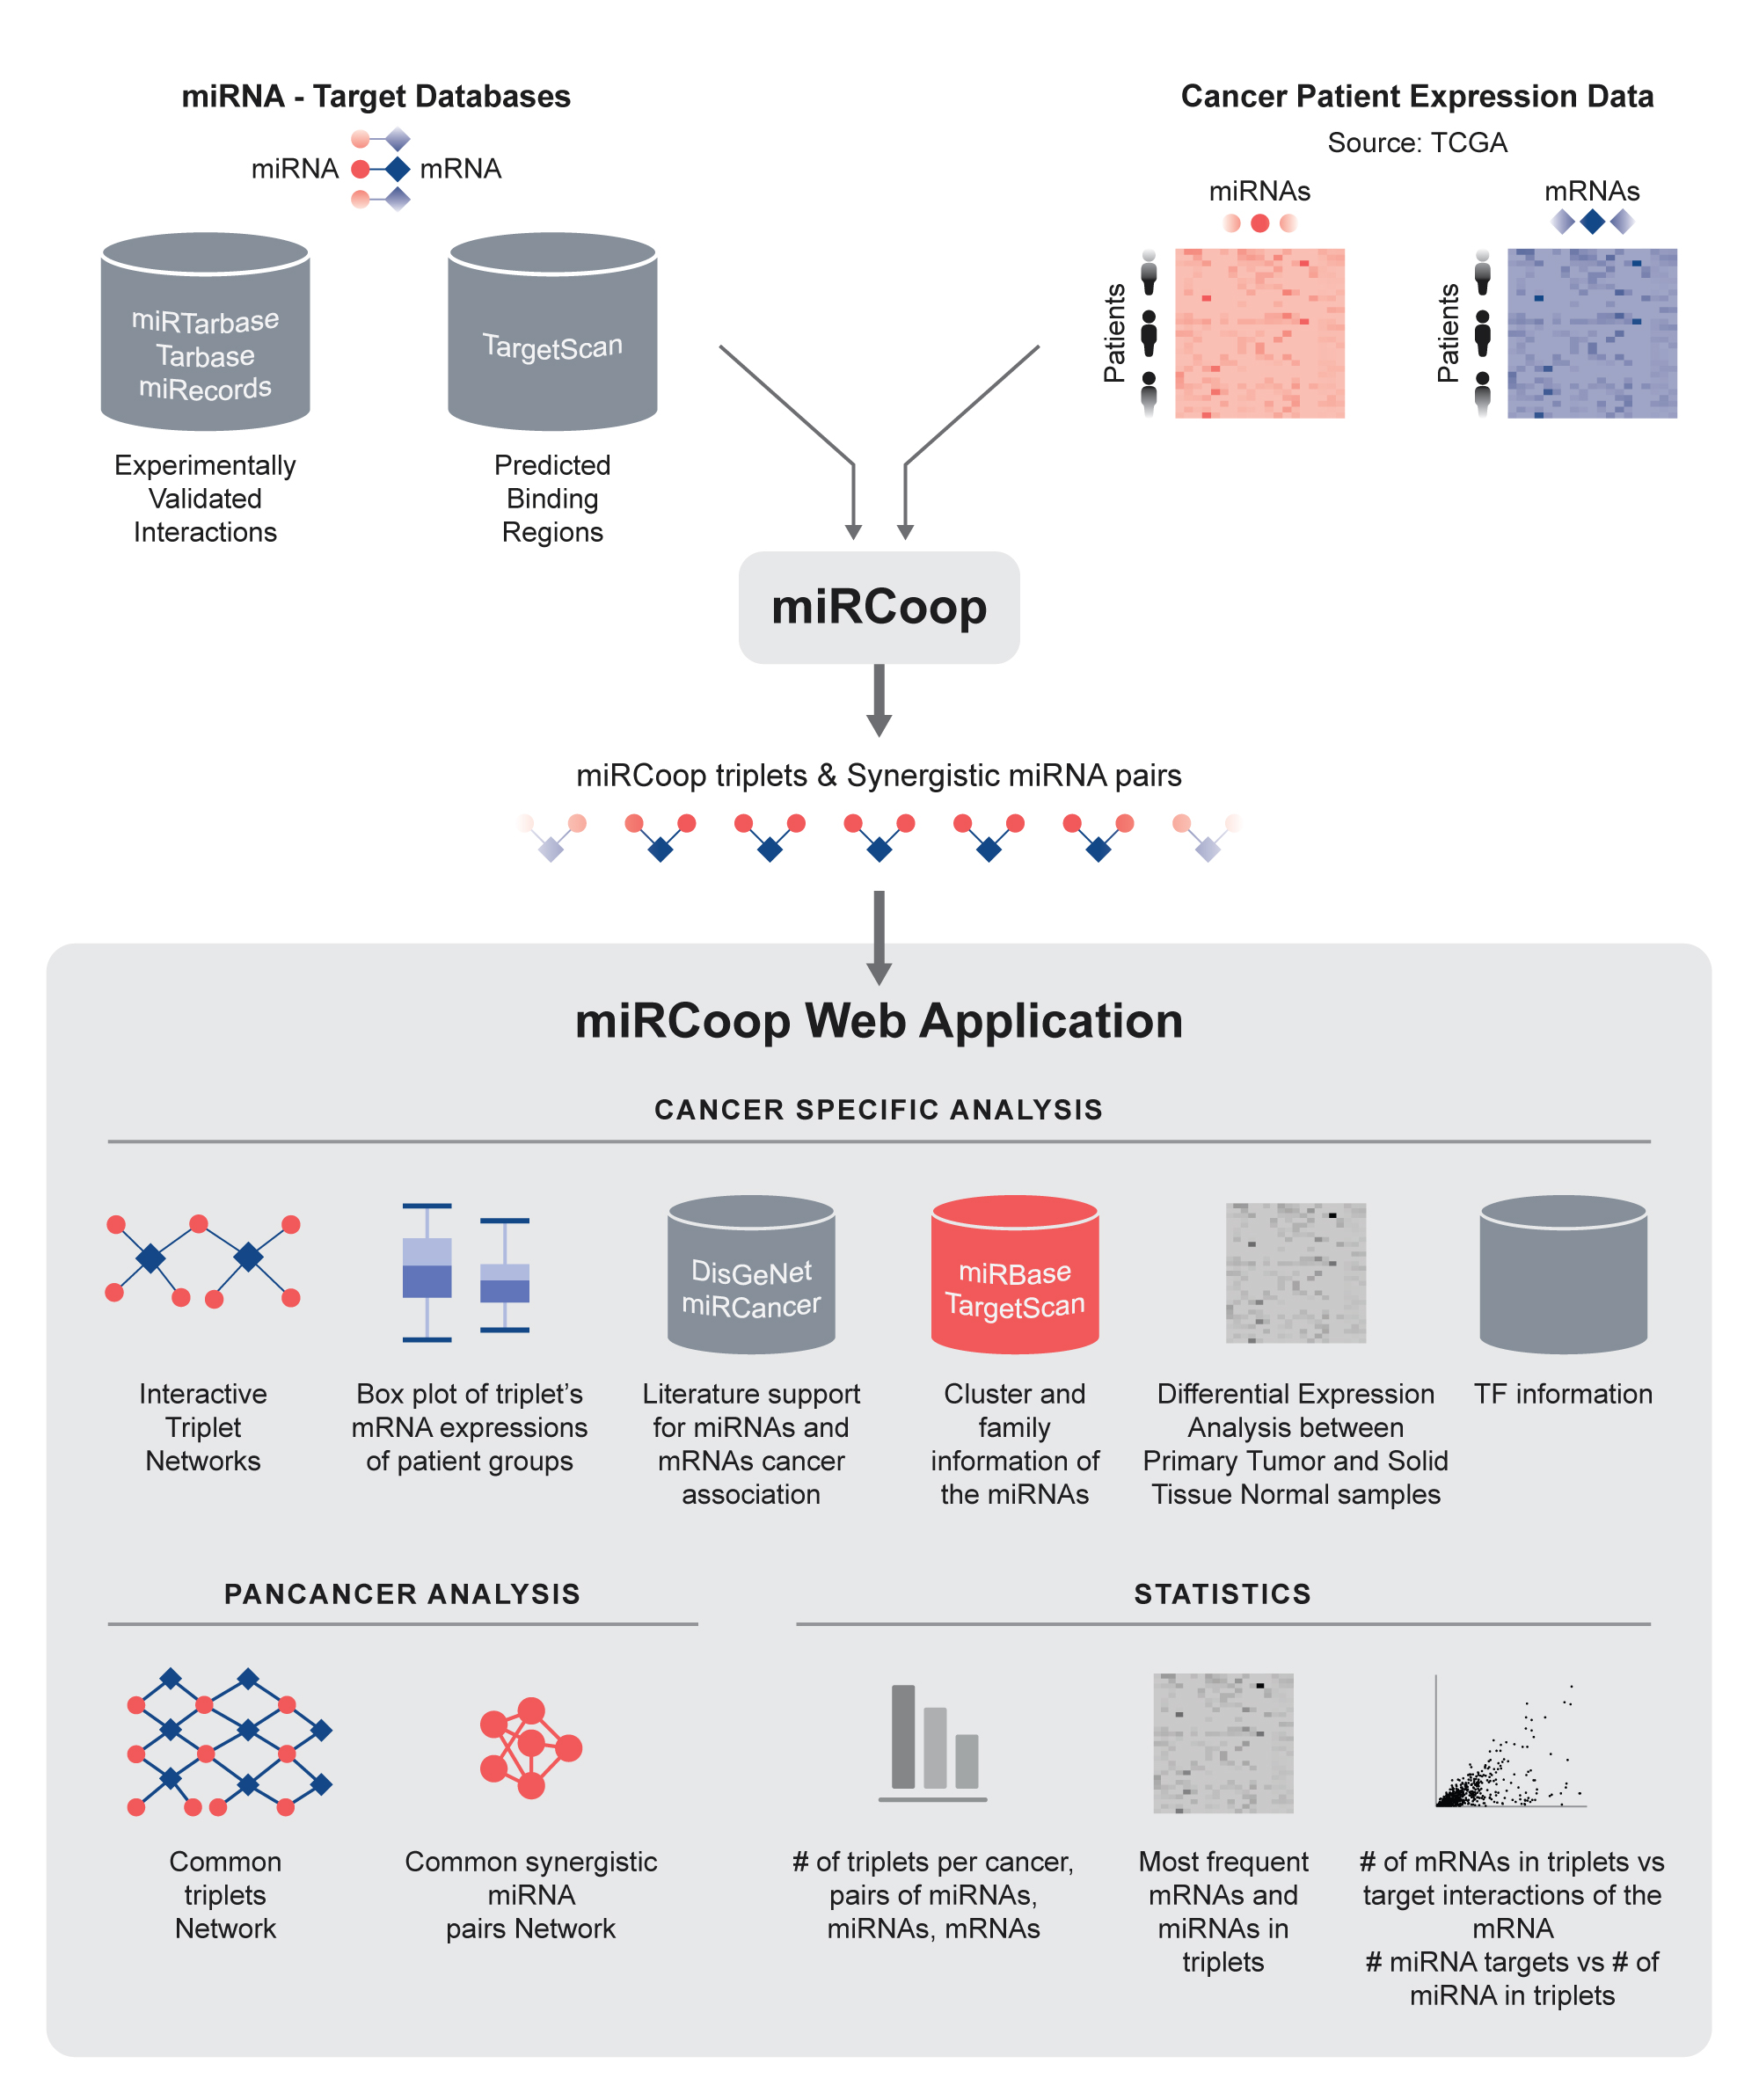 miRNA - Target Databases
miRNA
mRNA
miRTarbase
Tarbase
miRecords
TargetScan
Experimentally
Validated
Interactions
Predicted
Binding
Regions
Cancer Patient Expression Data
Source: TCGA
miRNAs
mRNAs
Patients
Patients
miRCoop
miRCoop triplets & Synergistic miRNA pairs
miRCoop Web Application
CANCER SPECIFIC ANALYSIS
Interactive
Triplet
Networks
Box plot of triplet’s
mRNA expressions
of patient groups
DisGeNet
miRCancer
Literature support
for miRNAs and
mRNAs cancer
association
miRBase
TargetScan
Cluster and
family
information of
the miRNAs
Differential Expression
Analysis between
Primary Tumor and Solid
Tissue Normal samples
TF information
PANCANCER ANALYSIS
Common
triplets
Network
Common synergistic
miRNA
pairs Network
STATISTICS
# of triplets per cancer,
pairs of miRNAs,
miRNAs, mRNAs
Most frequent
mRNAs and
miRNAs in
triplets
# of mRNAs in triplets vs
target interactions of the
mRNA
# miRNA targets vs # of
miRNA in triplets